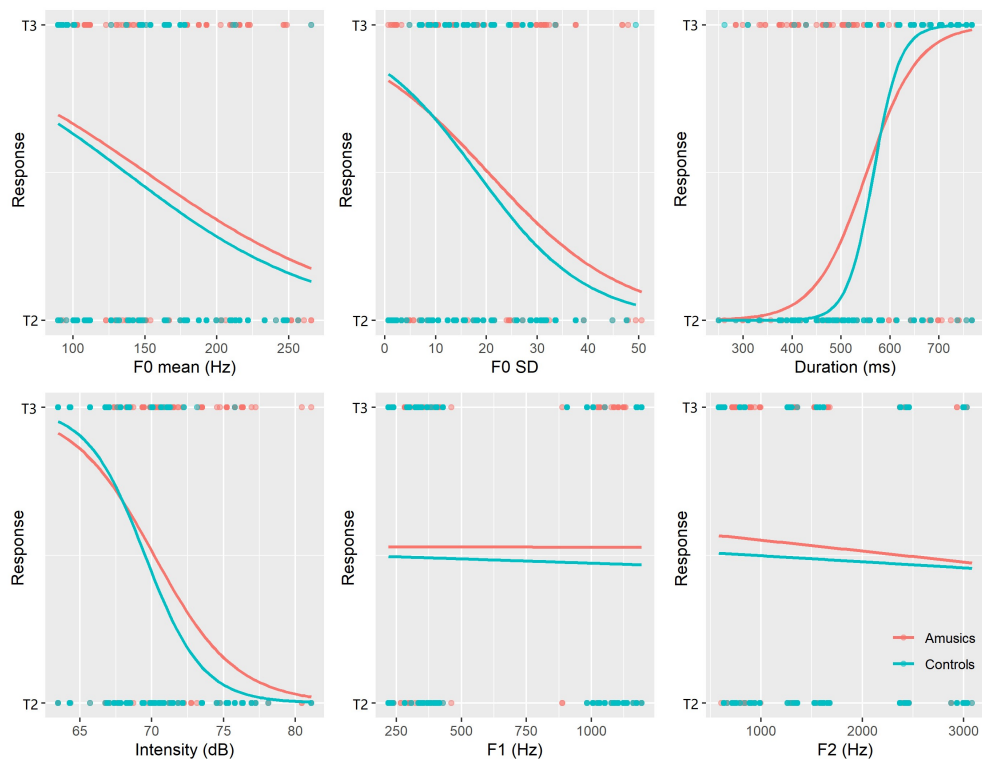 T3
Response
T2
100 150 200 250
F0 mean (Hz)
T3
Response
T2
0 10 20 30 40 50
F0 SD
T3
Response
T2
300 400 500 600 700
Duration (ms)
T3
Response
T2
65 70 75 80
Intensity (dB)
T3
Response
T2
250 500 750 1000
F1 (Hz)
T3
Response
Amusics
Controls
T2
1000 2000 3000
F2 (Hz)